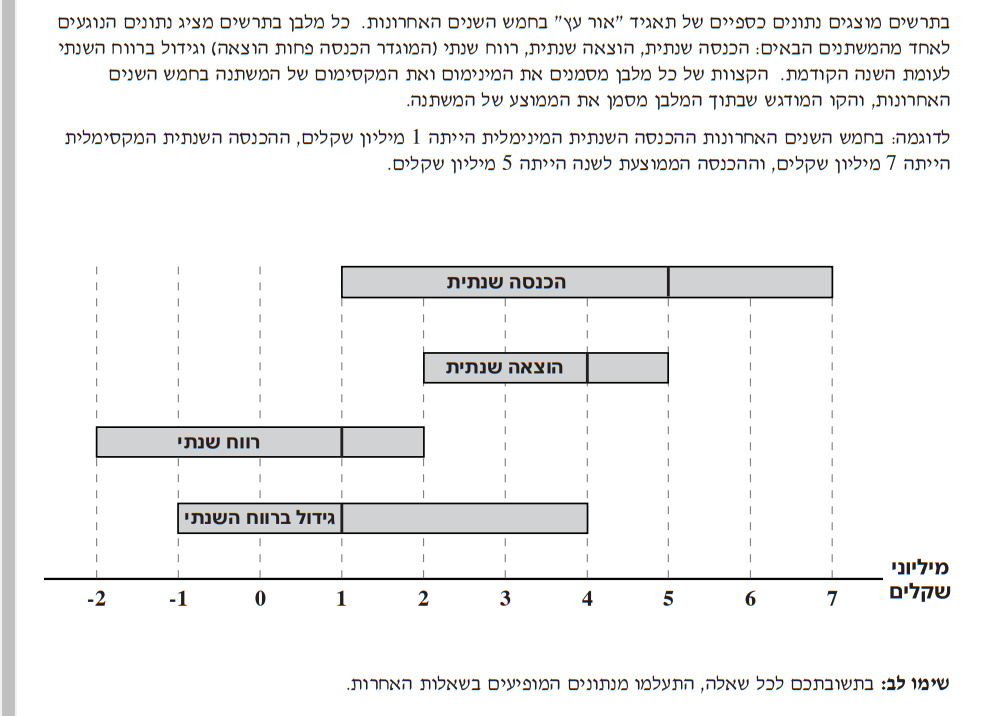 בתרשים מוצגים נתונים כספיים של תאגיד "אור עץ" בחמש השנים האחרונות. כל מלבן בתרשים מציג נתונים הנוגעים
לאחד מהמשתנים הבאים: הכנסה שנתית, הוצאה שנתית, רווח שנתי (המוגדר הכנסה פחות הוצאה) וגידול ברווח השנתי
לעומת השנה הקודמת. הקצוות של כל מלבן מסמנים את המינימום ואת המקסימום של המשתנה בחמש השנים
האחרונות, והקו המודגש שבתוך המלבן מסמן את הממוצע של המשתנה.
לדוגמה: בחמש השנים האחרונות ההכנסה השנתית המינימלית הייתה 1 מיליון שקלים, ההכנסה השנתית המקסימלית
הייתה 7 מיליון שקלים, וההכנסה הממוצעת לשנה הייתה 5 מיליון שקלים.
הכנסה שנתית
הוצאה שנתית
רווח שנתי
גידול ברווח השנתי
מיליוני
שקלים
-2 -1 0 1 2 3 4 5 6 7
שימו לב: בתשובתכם לכל שאלה, התעלמו מנתונים המופיעים בשאלות האחרות.